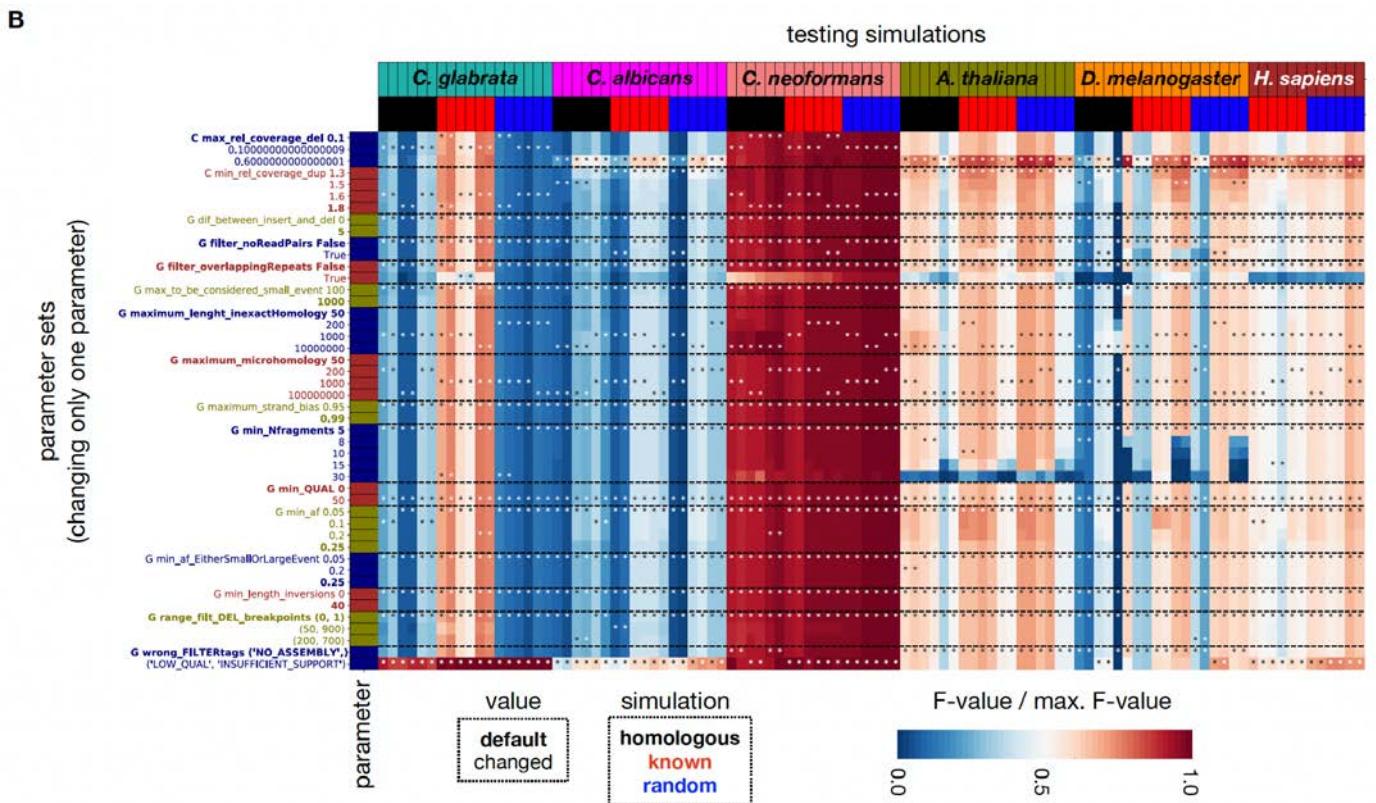 B
testing simulations
C. glabrata C. albicans C. neoformans A. thaliana D. melanogaster H. sapiens
parameter sets
(changing only one parameter)
C max_rel_coverage_del 0.1
0.10000000000000009
0.6000000000000001
C min_rel_coverage_dup 1.3
1.5
1.6
1.8
G dif_between_insert_and_del 0
5
G filter_noReadPairs False
True
G filter_overlappingRepeats False
True
G max_to_be_considered_small_event 100
1000
G maximum_lenght_inexactHomology 50
200
1000
10000000
G maximum_microhomology 50
200
1000
100000000
G maximum_strand_bias 0.95
0.99
G min_Nfragments 5
8
10
15
30
G min_QUAL 0
50
G min_af 0.05
0.1
0.2
0.25
G min_af_EitherSmallOrLargeEvent 0.05
0.2
0.25
G min_length_inversions 0
40
G range_filt_DEL_breakpoints (0, 1)
(50, 900)
(200, 700)
G wrong_FILTERtags ('NO_ASSEMBLY',)
('LOW_QUAL', 'INSUFFICIENT_SUPPORT')
parameter
value
default
changed
simulation
homologous
known
random
F-value / max. F-value
0.0
0.5
1.0